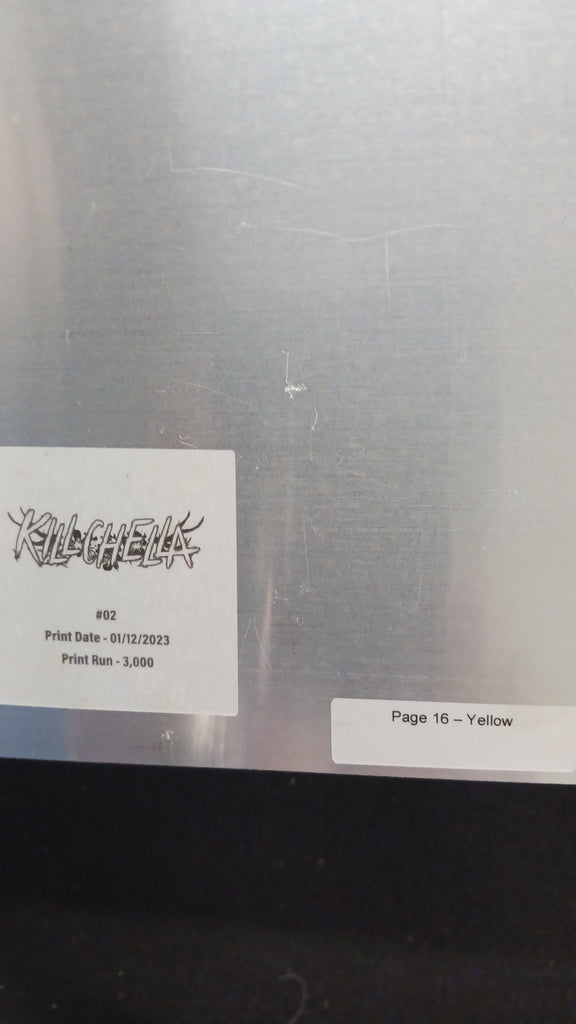 KILLCHELLA
#02
Print Date - 01/12/2023
Print Run - 3,000
Page 16 – Yellow